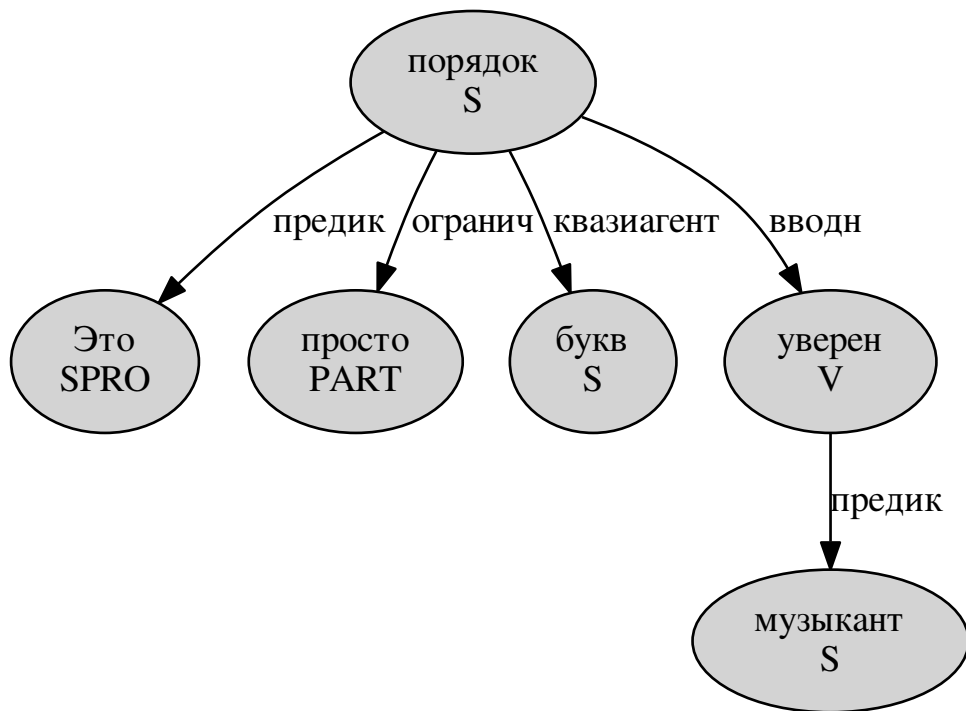 порядок
S
предик
огранич
квазиагент
вводн
Это
SPRO
просто
PART
букв
S
уверен
V
предик
музыкант
S